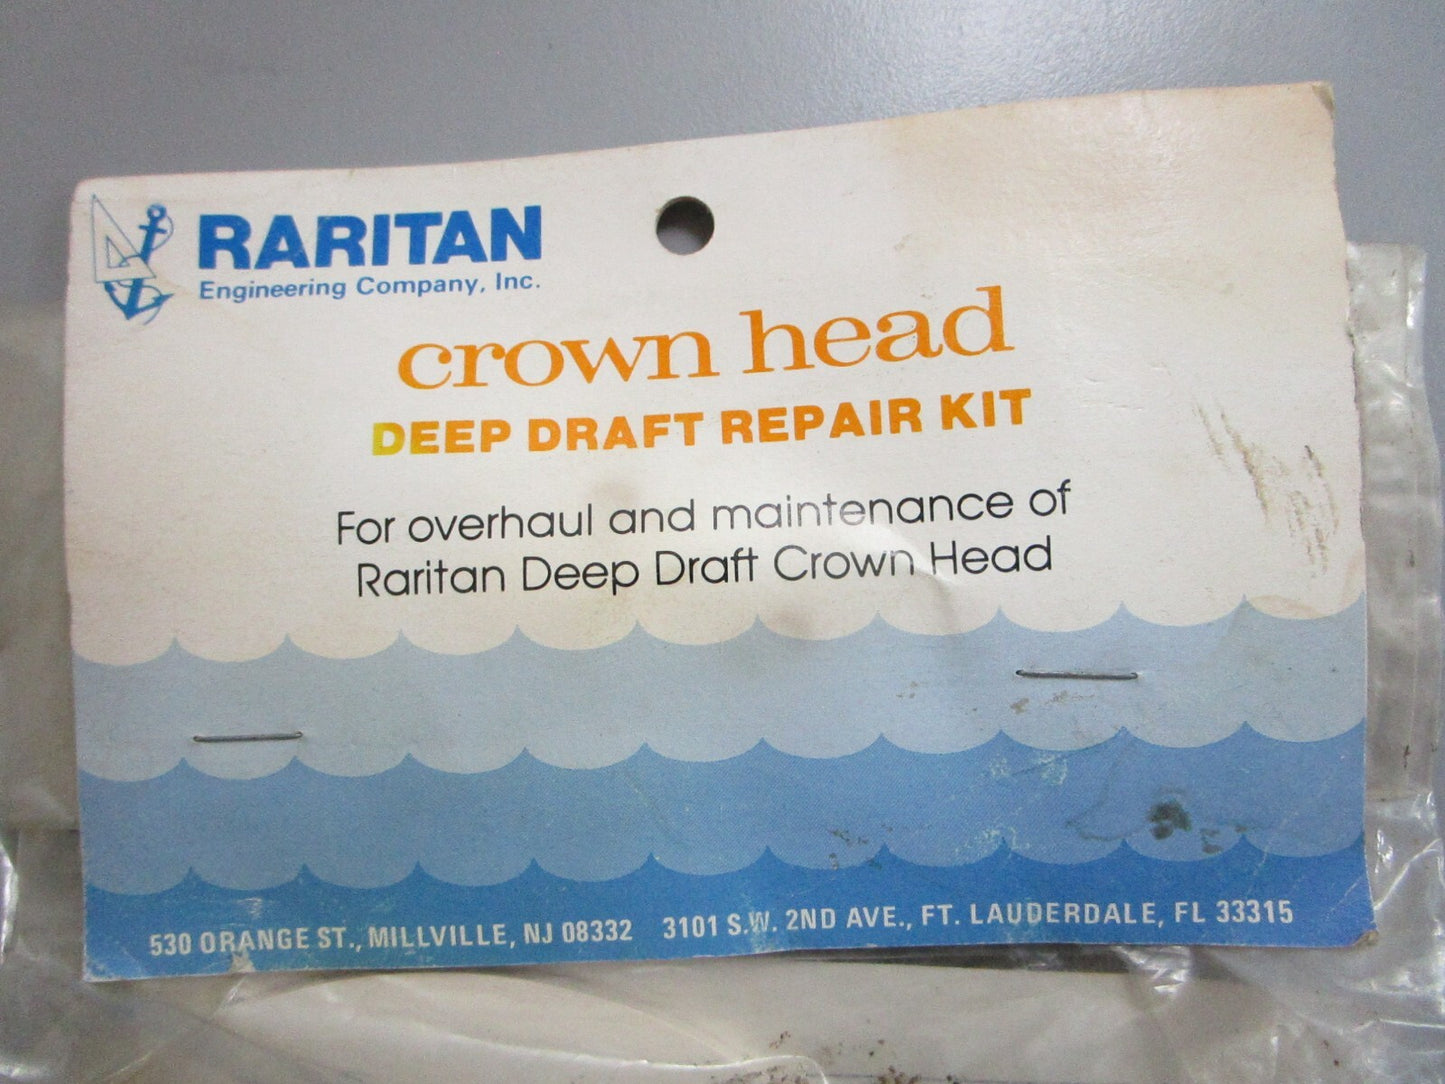 RARITAN
Engineering Company, Inc.
crown head
DEEP DRAFT REPAIR KIT
For overhaul and maintenance of
Raritan Deep Draft Crown Head
530 ORANGE ST., MILLVILLE, NJ 08332 3101 S.W. 2ND AVE., FT. LAUDERDALE, FL 33315